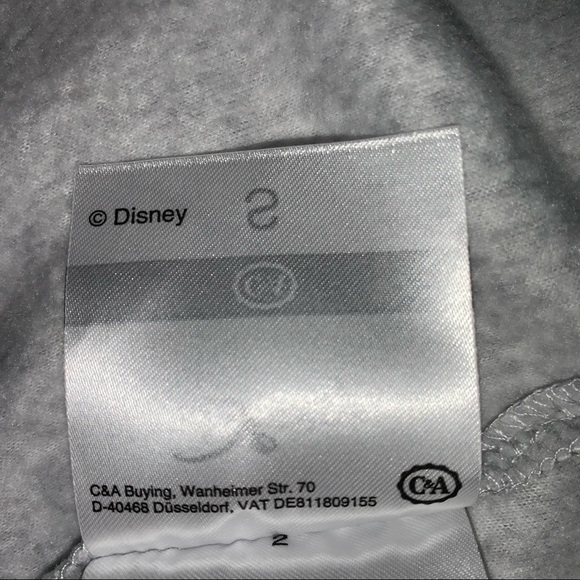 © Disney
S
C&A
C&A Buying, Wanheimer Str. 70
D-40468 Düsseldorf, VAT DE811809155
C&A
2